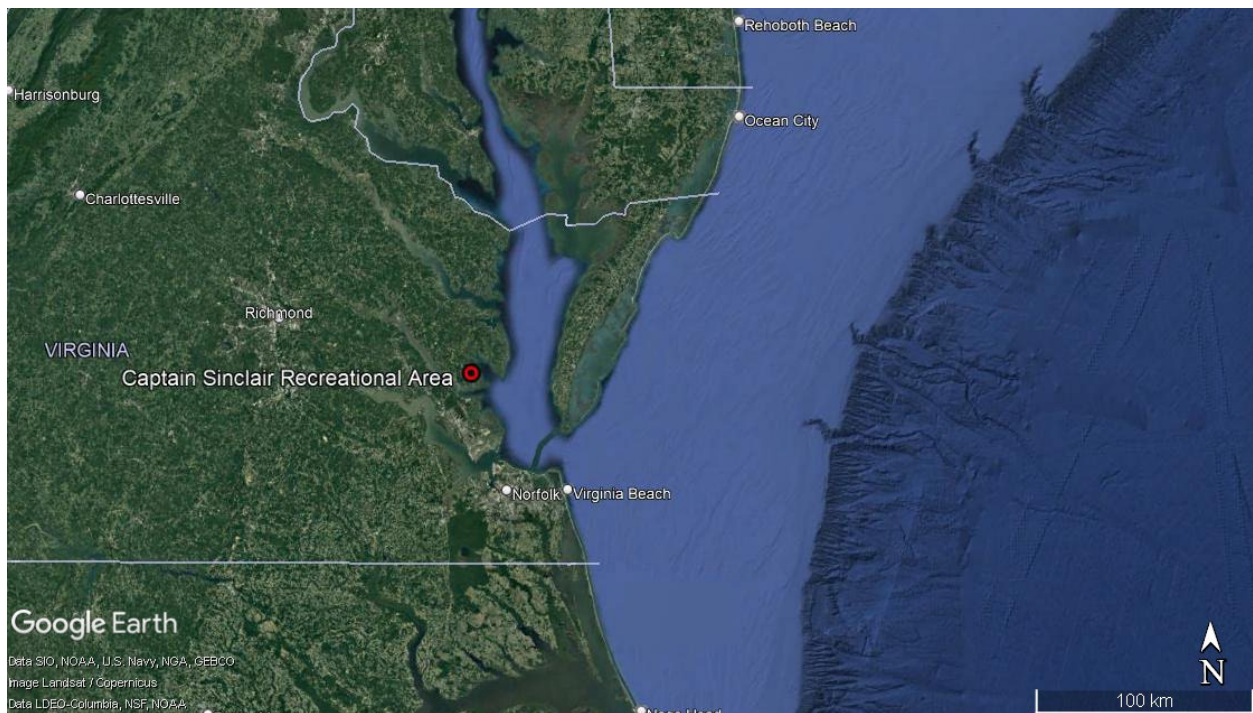 Rehoboth Beach
Harrisonburg
Ocean City
Charlottesville
Richmond
VIRGINIA
Captain Sinclair Recreational Area
Norfolk
Virginia Beach
Google Earth
Data SIO, NOAA, U.S. Navy, NGA, GEBCO
Image Landsat / Copernicus
Data LDEO-Columbia, NSF, NOAA
N
100 km